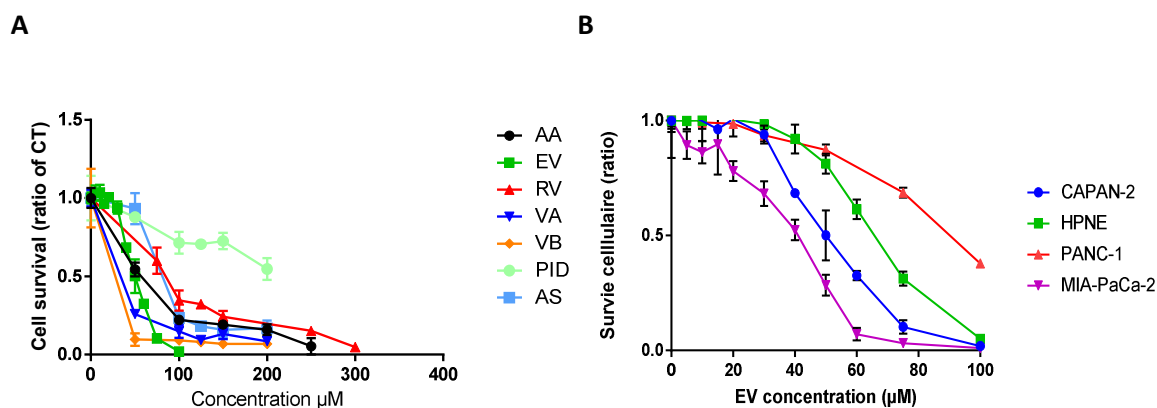 A
Cell survival (ratio of CT)
1.5
1.0
0.5
0.0
0 100 200 300 400
Concentration µM
AA
EV
RV
VA
VB
PID
AS
B
Survie celllulaire (ratio)
1.0
0.5
0.0
0 20 40 60 80 100
EV concentration (µM)
CAPAN-2
HPNE
PANC-1
MIA-PaCa-2